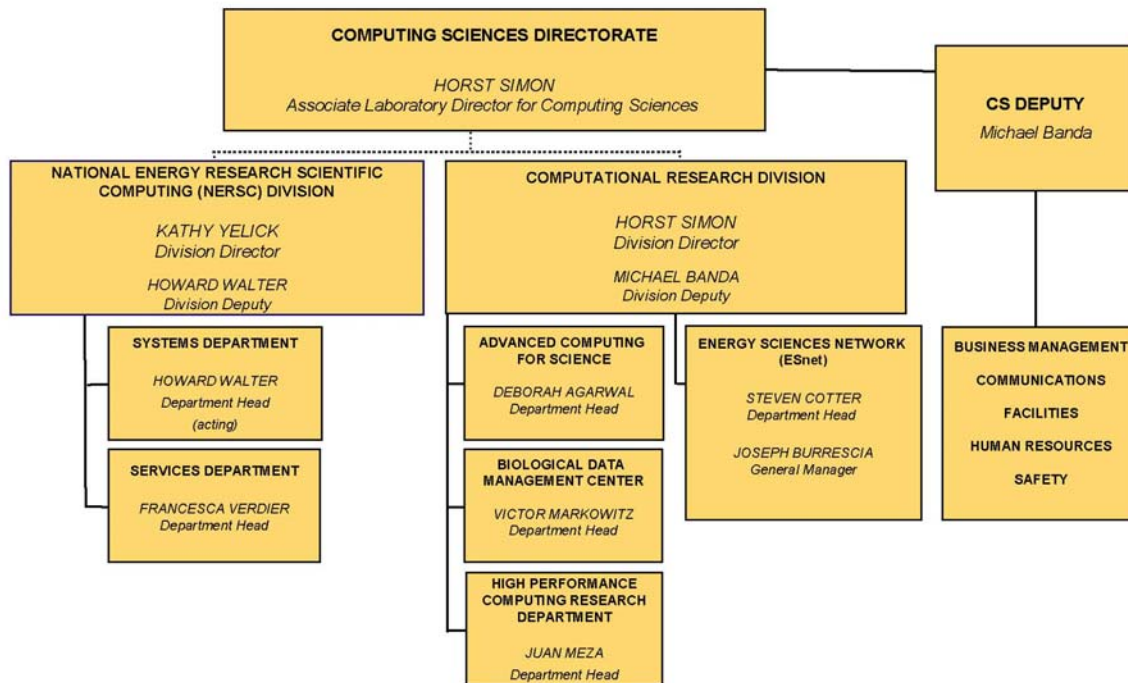 COMPUTING SCIENCES DIRECTORATE
HORST SIMON
Associate Laboratory Director for Computing Sciences
CS DEPUTY
Michael Banda
NATIONAL ENERGY RESEARCH SCIENTIFIC
COMPUTING (NERSC) DIVISION
KATHY YELICK
Division Director
HOWARD WALTER
Division Deputy
COMPUTATIONAL RESEARCH DIVISION
HORST SIMON
Division Director
MICHAEL BANDA
Division Deputy
SYSTEMS DEPARTMENT
HOWARD WALTER
Department Head
(acting)
SERVICES DEPARTMENT
FRANCESCA VERDIER
Department Head
ADVANCED COMPUTING
FOR SCIENCE
DEBORAH AGARWAL
Department Head
BIOLOGICAL DATA
MANAGEMENT CENTER
VICTOR MARKOWITZ
Department Head
HIGH PERFORMANCE
COMPUTING RESEARCH
DEPARTMENT
JUAN MEZA
Department Head
ENERGY SCIENCES NETWORK
(ESnet)
STEVEN COTTER
Department Head
JOSEPH BURRESCIA
General Manager
BUSINESS MANAGEMENT
COMMUNICATIONS
FACILITIES
HUMAN RESOURCES
SAFETY